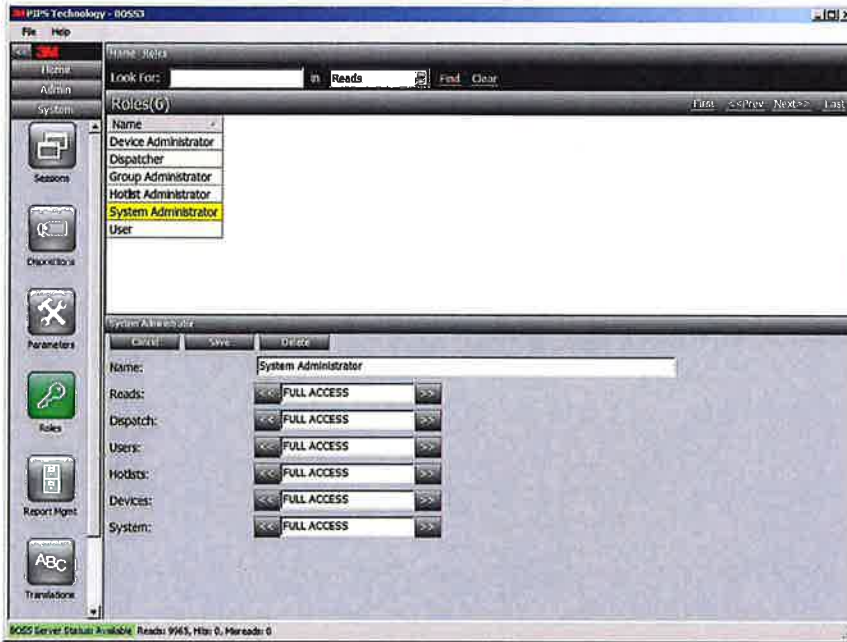 3M PIPS Technology - BOSS3
File Help
<< 3M
Home Roles
Home
Look For: in Reads Find Clear
Admin
System
Roles(6) First <<Prev Next>> Last
Name
Device Administrator
Dispatcher
Group Administrator
Hotlist Administrator
System Administrator
User
Sessions
Dispositions
Parameters
Roles
Report Mgmt
ABC
Translations
System Administrator
Cancel Save Delete
Name: System Administrator
Reads: << FULL ACCESS >>
Dispatch: << FULL ACCESS >>
Users: << FULL ACCESS >>
Hotlists: << FULL ACCESS >>
Devices: << FULL ACCESS >>
System: << FULL ACCESS >>
BOSS Server Status: Available Reads: 9965, Hits: 0, Misreads: 0